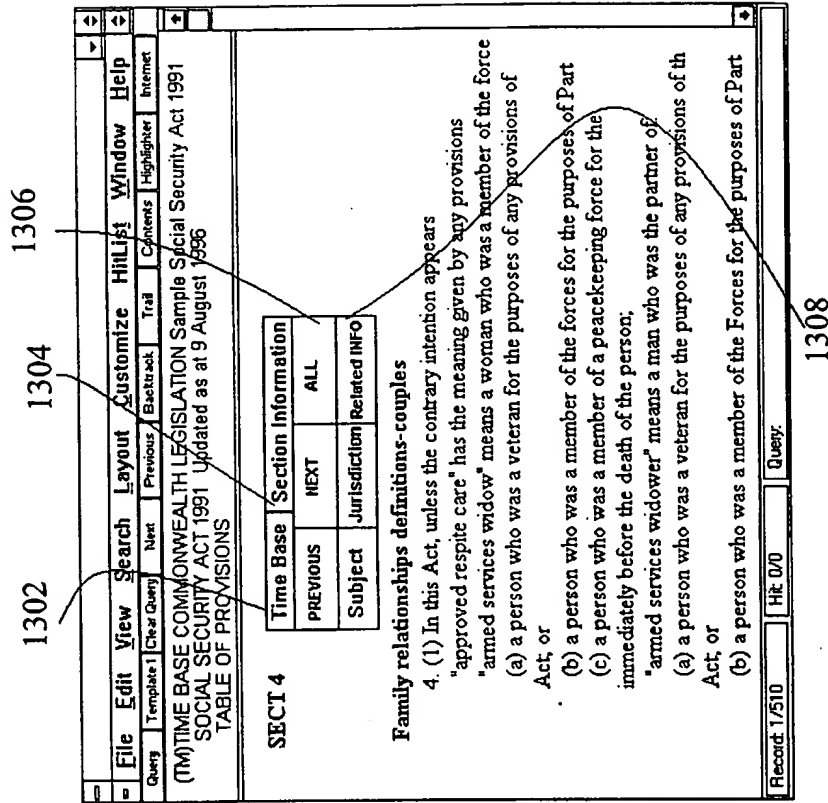 1302
1304
1306
File Edit View Search Layout Customize HitList Window Help
Query Template 1 Clear Query Next Previous Backtrack Trail Contents Highlighter Internet
(TM)TIME BASE COMMONWEALTH LEGISLATION Sample Social Security Act 1991
SOCIAL SECURITY ACT 1991 Updated as at 9 August 1996
TABLE OF PROVISIONS
SECT 4
Time Base Section Information
PREVIOUS NEXT ALL
Subject Jurisdiction Related INFO
Family relationships definitions-couples
4. (1) In this Act, unless the contrary intention appears
"approved respite care" has the meaning given by any provisions
"armed services widow" means a woman who was a member of the force
(a) a person who was a veteran for the purposes of any provisions of
Act; or
(b) a person who was a member of the forces for the purposes of Part
(c) a person who was a member of a peacekeeping force for the
immediately before the death of the person;
"armed services widower" means a man who was the partner of:
(a) a person who was a veteran for the purposes of any provisions of th
Act; or
(b) a person who was a member of the Forces for the purposes of Part
Record: 1/510 Hit: 0/0 Query:
1308